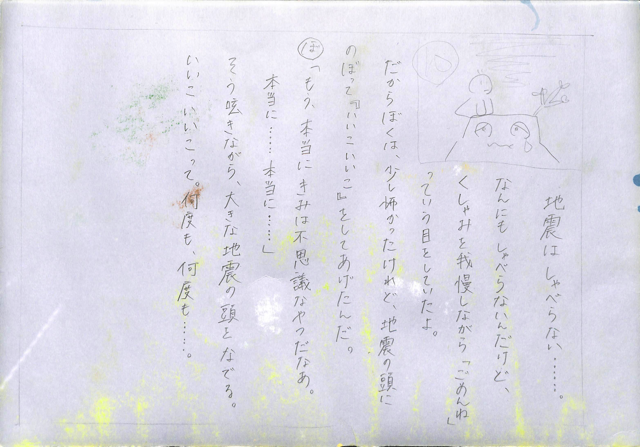 地震はしゃべらない……。
なんにもしゃべらないんだけど、
くしゃみを我慢しながら「ごめんね」
っていう目をしていたよ。
だからぼくは、少し怖かったけれど、地震の頭に
のぼって『いいこいいこ』をしてあげたんだ。
ぼ「もう、本当にきみは不思議なやつだなあ。
本当に……本当に……」
そう呟きながら、大きな地震の頭をなでる。
いいこいいこって。何度も、何度も……。